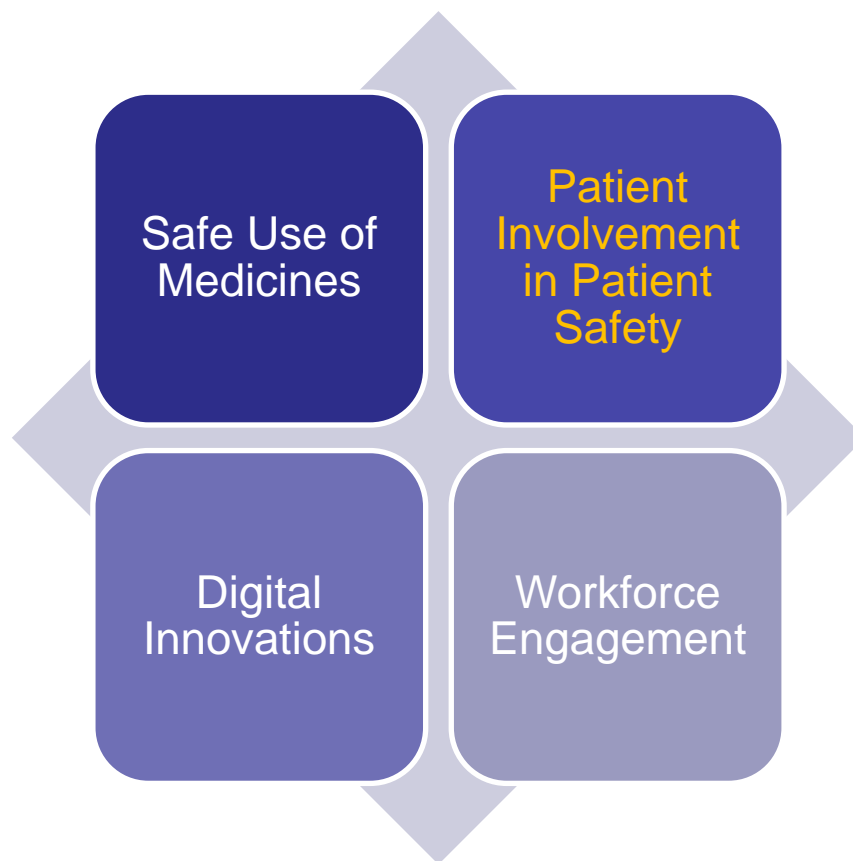 Safe Use of
Medicines
Patient
Involvement
in Patient
Safety
Digital
Innovations
Workforce
Engagement